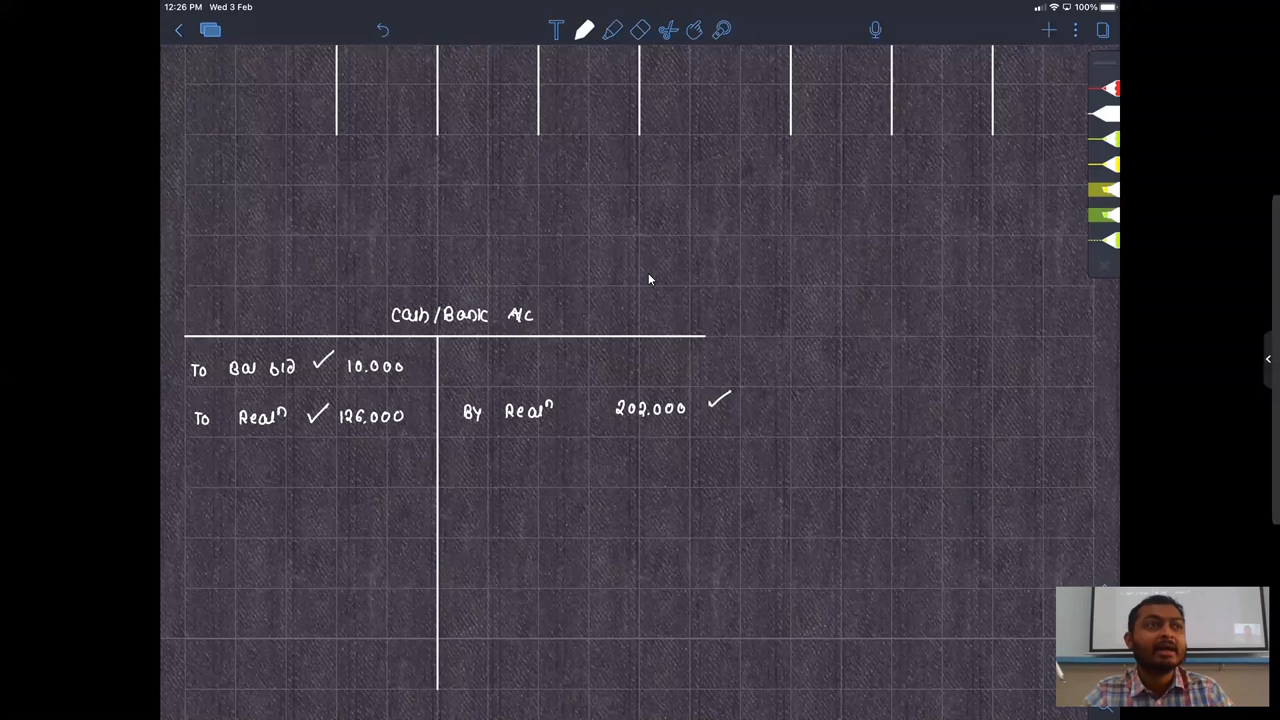 12:26 PM Wed 3 Feb
100%
T
Cash/Bank A/c
To Bal b/d 10.000
To Realⁿ 126.000
By Realⁿ 202.000